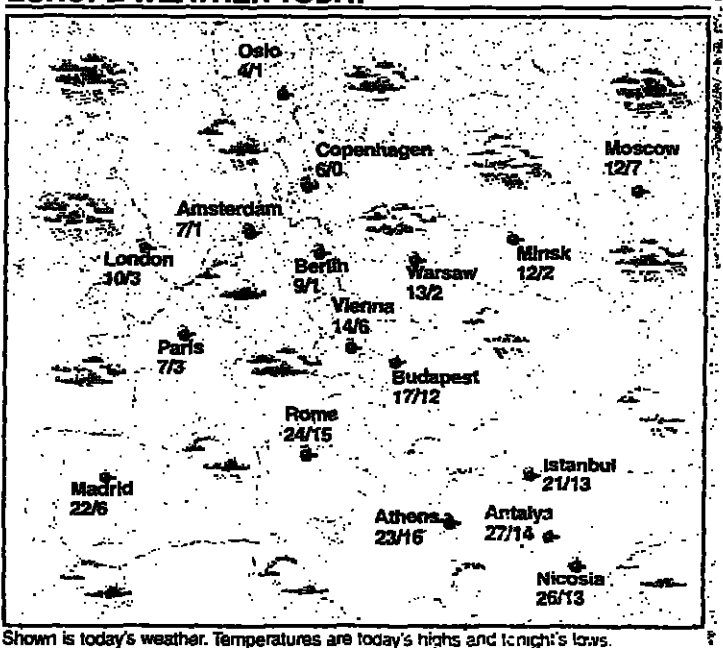 EUROPE WEATHER TODAY
Oslo
4/1
Copenhagen
6/0
Moscow
12/7
Amsterdam
7/1
London
10/3
Berlin
9/1
Warsaw
13/2
Minsk
12/2
Vienna
14/6
Paris
7/3
Budapest
17/12
Rome
24/15
Madrid
22/6
Istanbul
21/13
Athens
23/16
Antalya
27/14
Nicosia
26/13
Shown is today's weather. Temperatures are today's highs and tonight's lows.